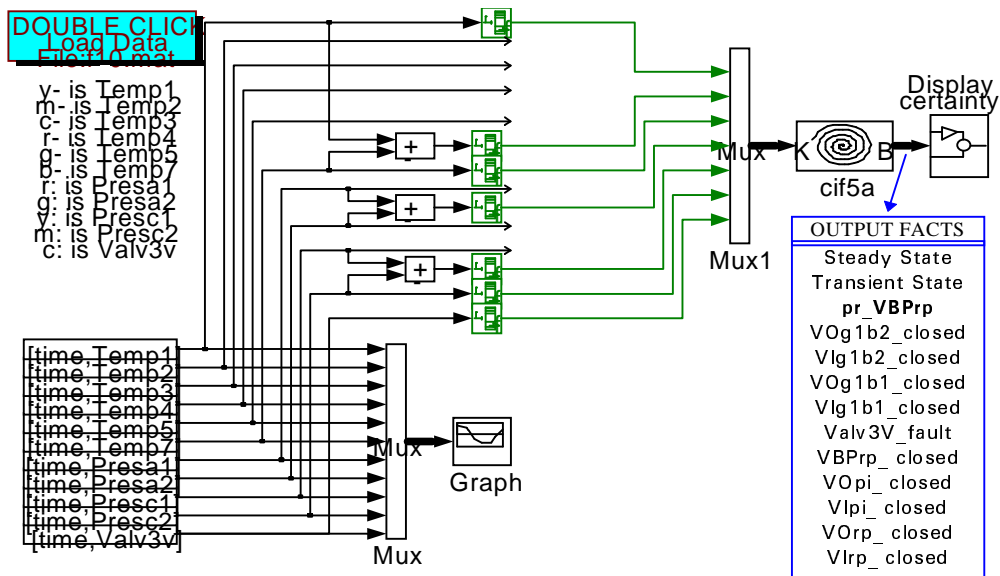 DOUBLE CLICK
Load Data
File:f10.mat
y- is Temp1
m- is Temp2
c- is Temp3
r- is Temp4
g- is Temp5
b- is Temp7
r: is Presa1
g: is Presa2
y: is Presc1
m: is Presc2
c: is Valv3v
[time,Temp1]
[time,Temp2]
[time,Temp3]
[time,Temp4]
[time,Temp5]
[time,Temp7]
[time,Presa1]
[time,Presa2]
[time,Presc1]
[time,Presc2]
[time,Valv3v]
Mux
Mux
Graph
+
-
+
-
+
-
Mux
Mux1
K
B
cif5a
Display
certainty
OUTPUT FACTS
Steady State
Transient State
pr_VBPrp
VOg1b2_closed
VIg1b2_closed
VOg1b1_closed
VIg1b1_closed
Valv3V_fault
VBPrp_ closed
VOpi_ closed
VIpi_ closed
VOrp_ closed
VIrp_ closed